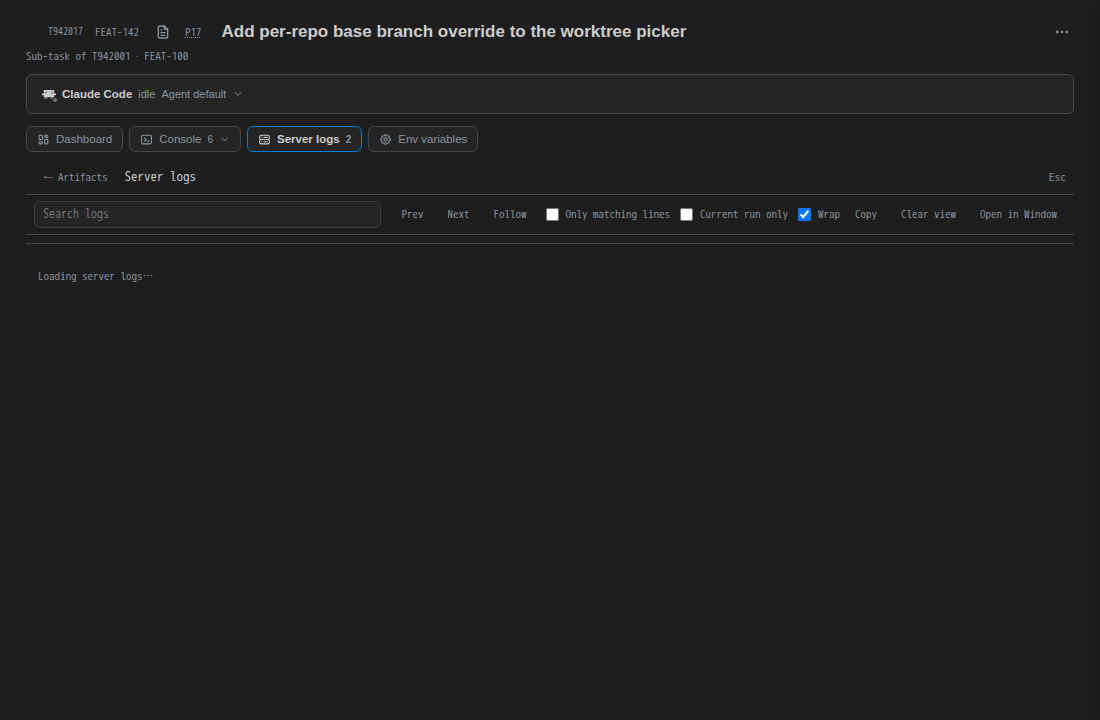 T942017 FEAT-142 P17 Add per-repo base branch override to the worktree picker
Sub-task of T942001 · FEAT-100
Claude Code idle Agent default
Dashboard Console 6 Server logs 2 Env variables
← Artifacts Server logs Esc
Search logs Prev Next Follow Only matching lines Current run only Wrap Copy Clear view Open in Window
Loading server logs…